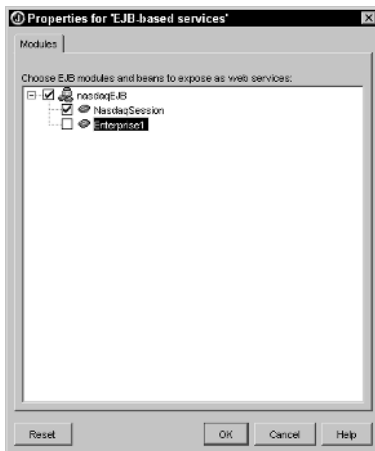 Properties for 'EJB-based services'
Modules
Choose EJB modules and beans to expose as web services:
nasdaqEJB
NasdaqSession
Enterprise1
Reset
OK
Cancel
Help